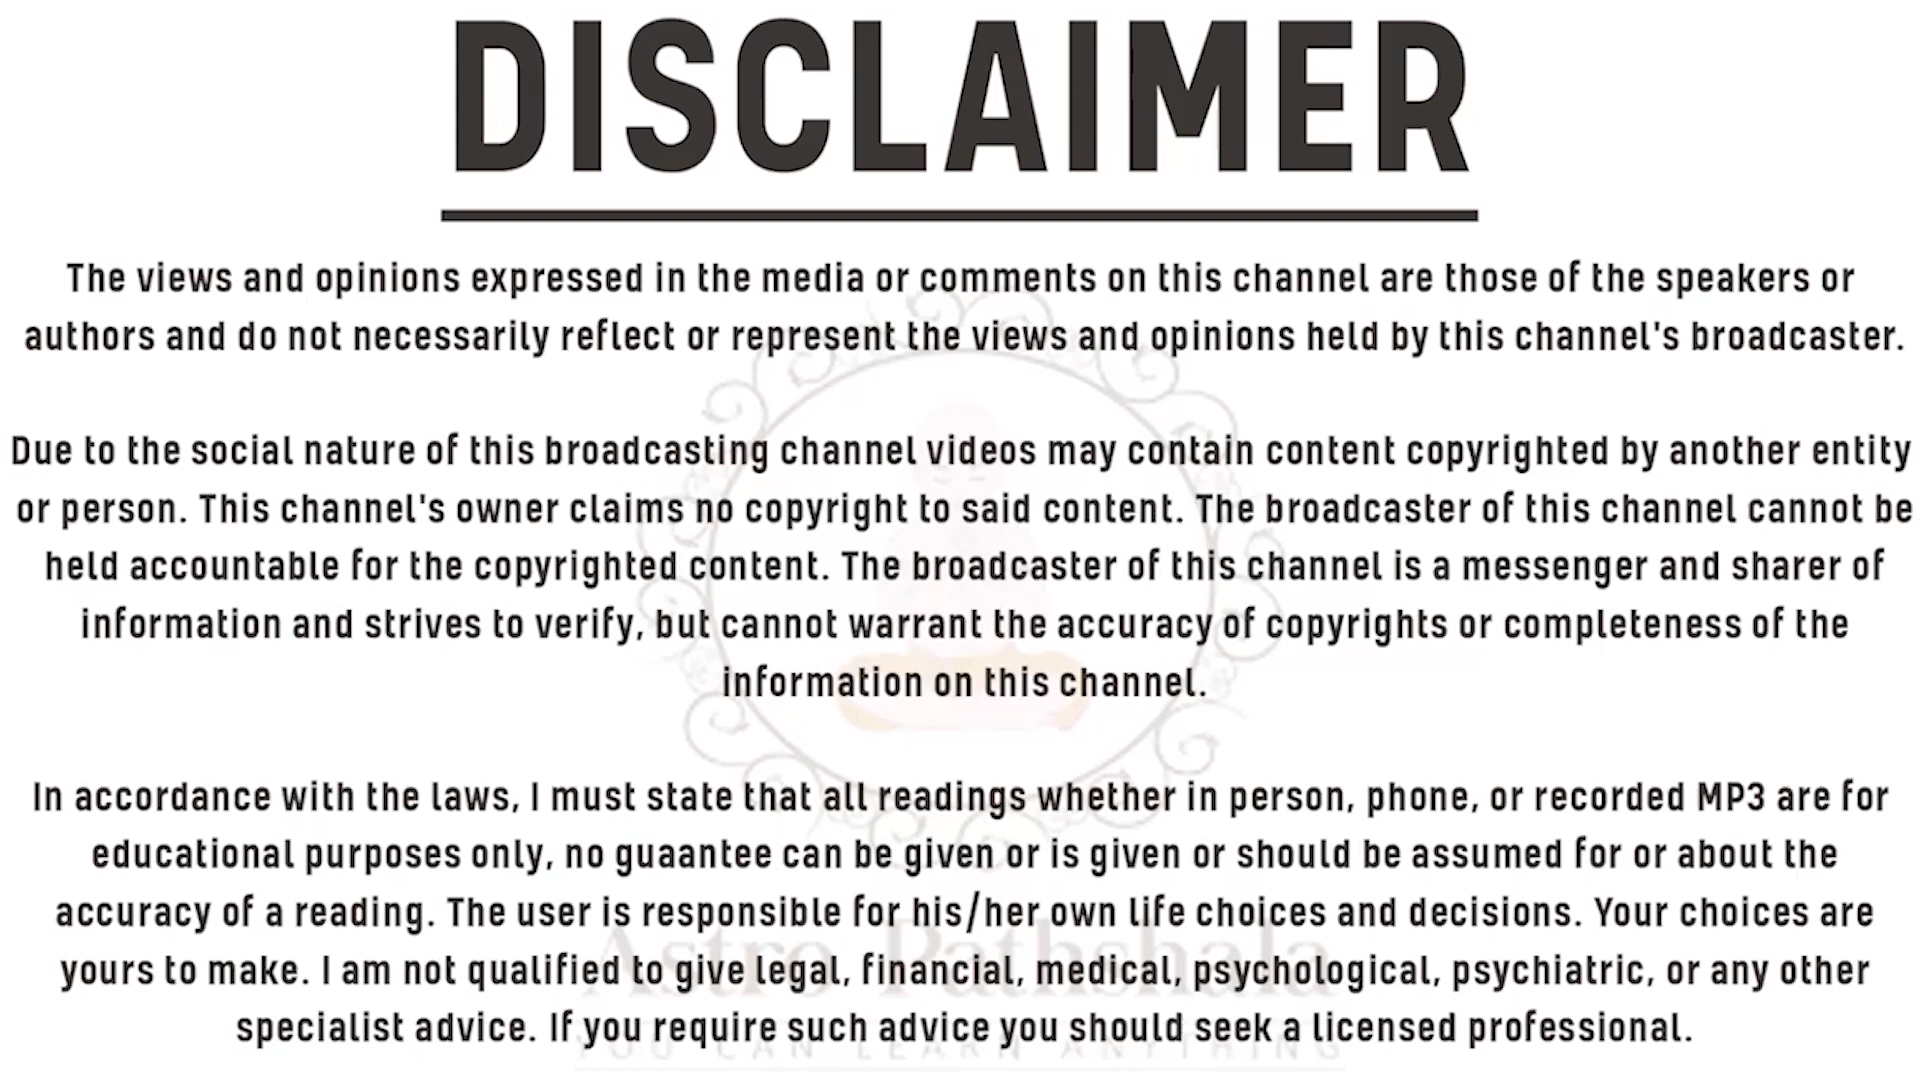 DISCLAIMER
The views and opinions expressed in the media or comments on this channel are those of the speakers or
authors and do not necessarily reflect or represent the views and opinions held by this channel's broadcaster.
Due to the social nature of this broadcasting channel videos may contain content copyrighted by another entity
or person. This channel's owner claims no copyright to said content. The broadcaster of this channel cannot be
held accountable for the copyrighted content. The broadcaster of this channel is a messenger and sharer of
information and strives to verify, but cannot warrant the accuracy of copyrights or completeness of the
information on this channel.
In accordance with the laws, I must state that all readings whether in person, phone, or recorded MP3 are for
educational purposes only, no guaantee can be given or is given or should be assumed for or about the
accuracy of a reading. The user is responsible for his/her own life choices and decisions. Your choices are
Astro Pathshala
yours to make. I am not qualified to give legal, financial, medical, psychological, psychiatric, or any other
specialist advice. If you require such advice you should seek a licensed professional.
YOU CAN LEARN ANYTHING